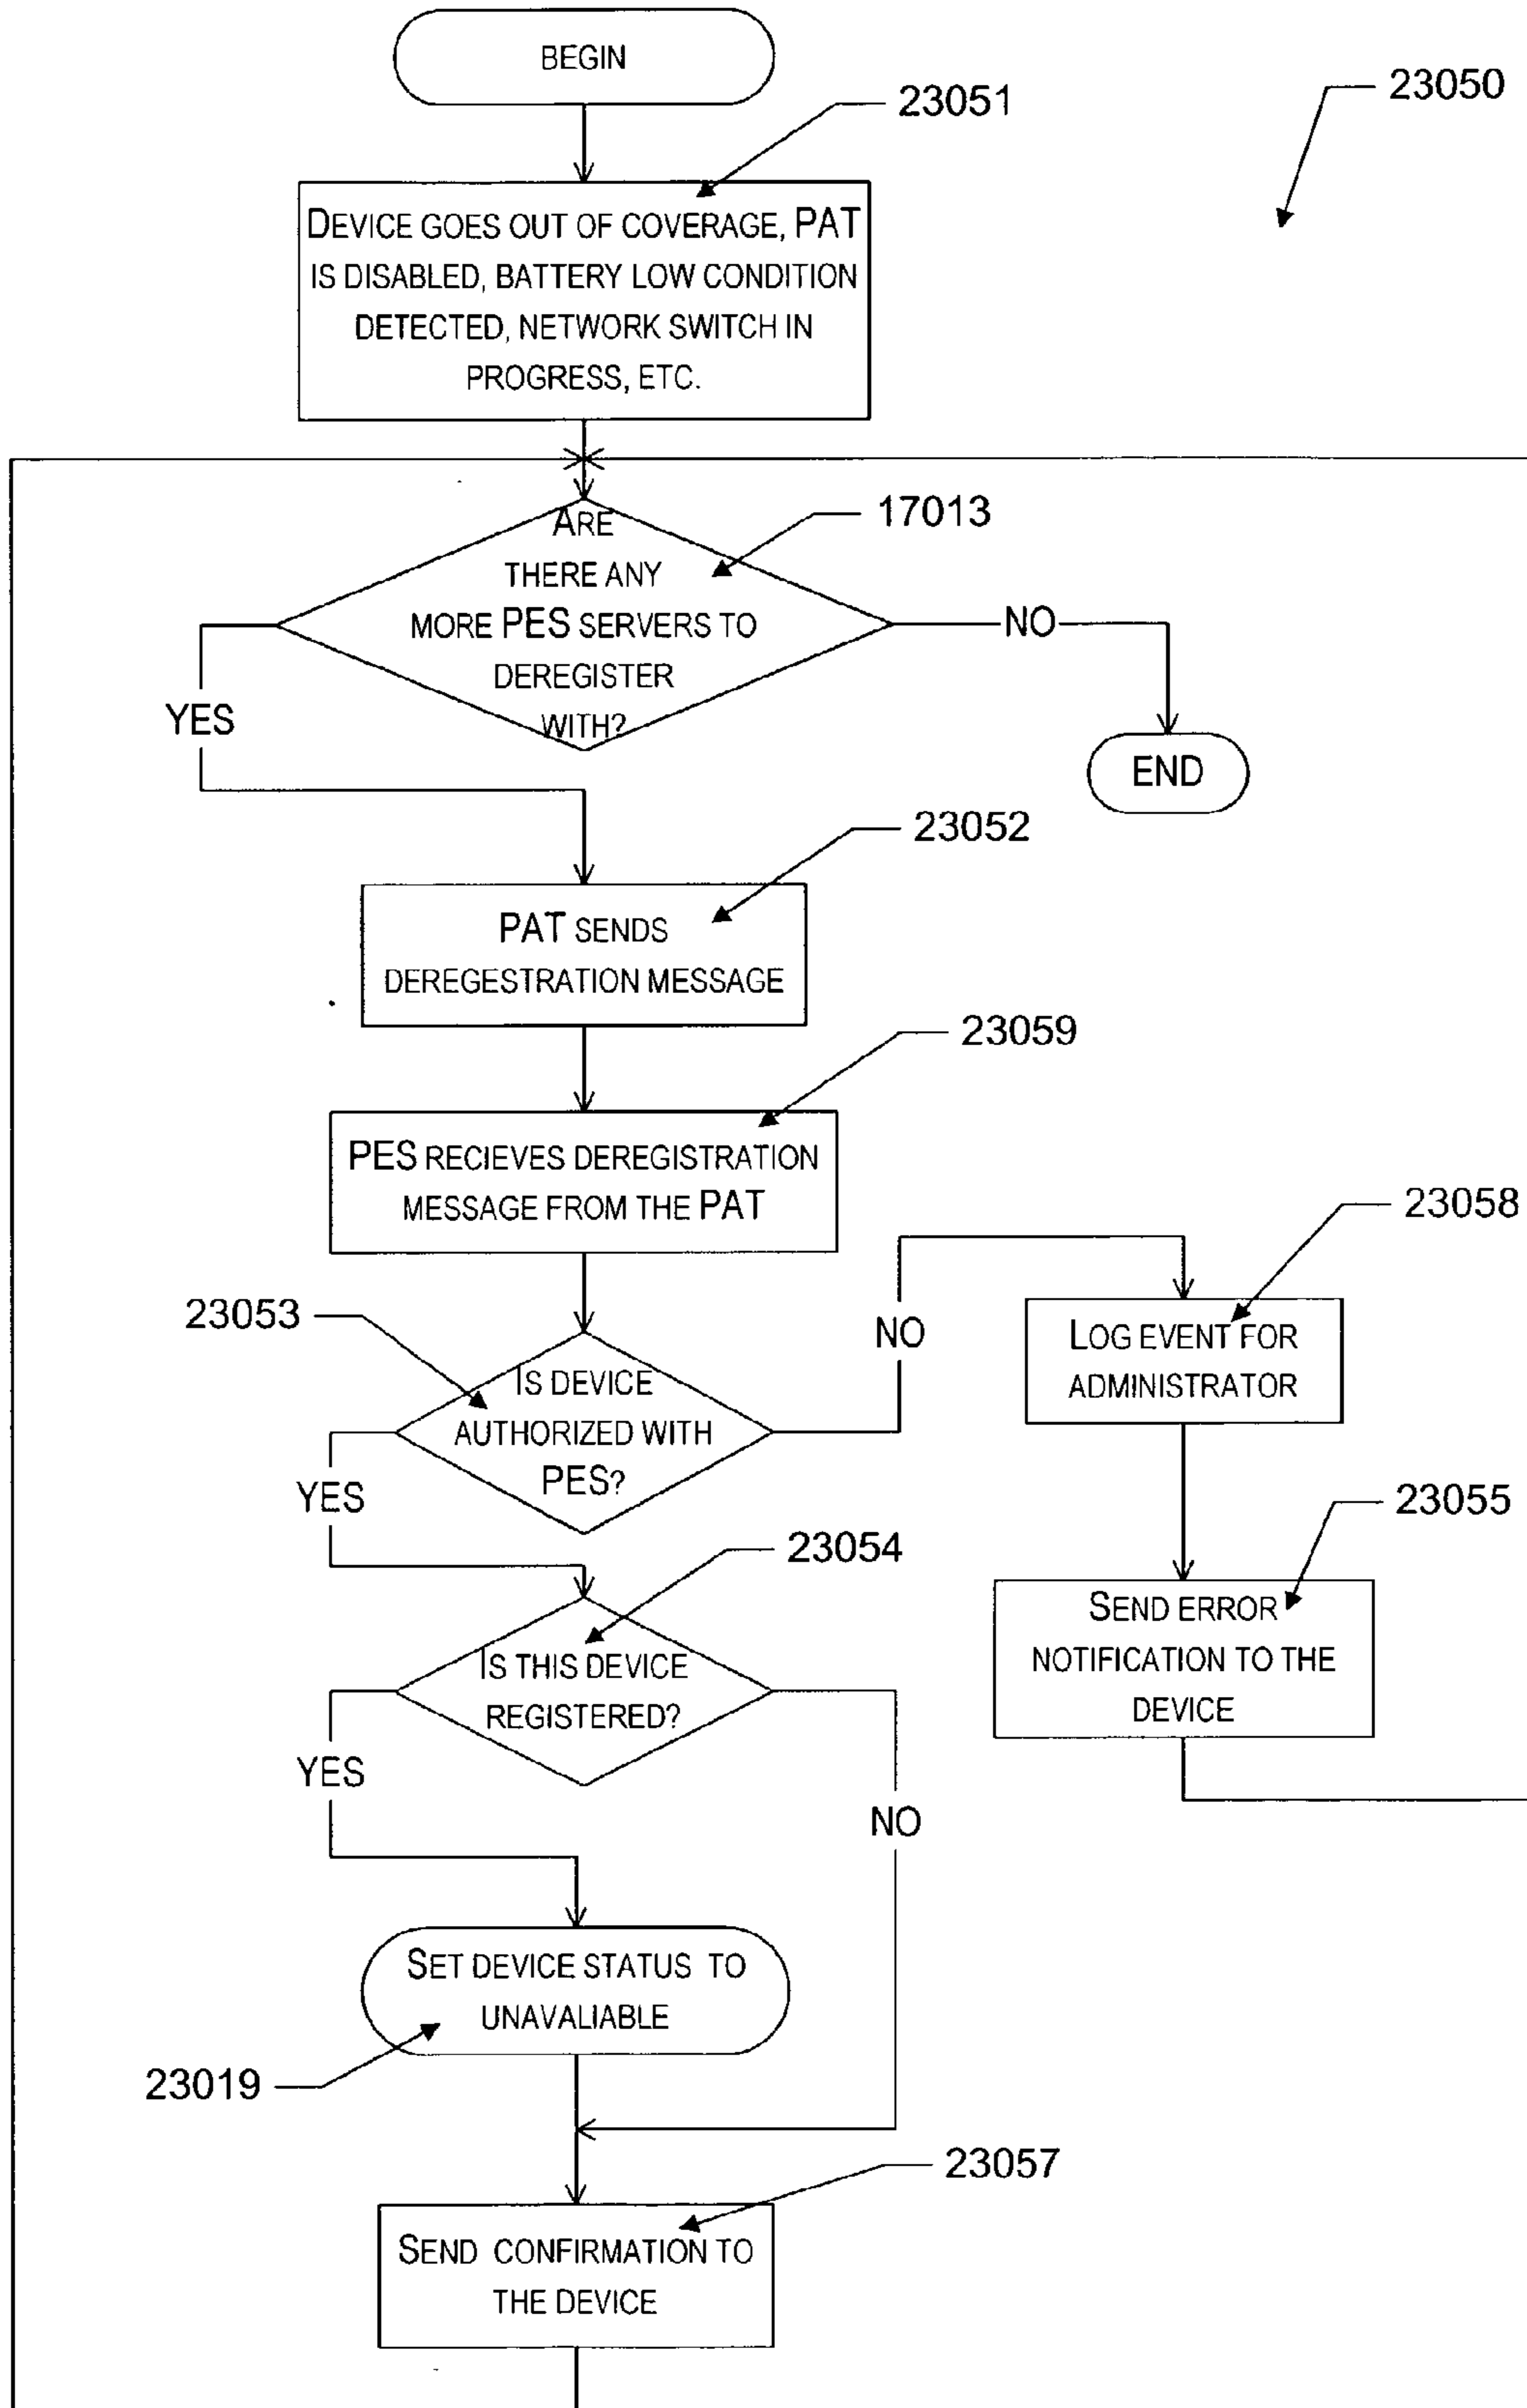 BEGIN
23051
23050
DEVICE GOES OUT OF COVERAGE, PAT
IS DISABLED, BATTERY LOW CONDITION
DETECTED, NETWORK SWITCH IN
PROGRESS, ETC.
17013
ARE
THERE ANY
MORE PES SERVERS TO
DEREGISTER
WITH?
NO
YES
END
23052
PAT SENDS
DEREGESTRATION MESSAGE
23059
PES RECIEVES DEREGISTRATION
MESSAGE FROM THE PAT
23058
23053
NO
LOG EVENT FOR
ADMINISTRATOR
IS DEVICE
AUTHORIZED WITH
PES?
YES
23055
23054
SEND ERROR
NOTIFICATION TO THE
DEVICE
IS THIS DEVICE
REGISTERED?
YES
NO
SET DEVICE STATUS TO
UNAVALIABLE
23019
23057
SEND CONFIRMATION TO
THE DEVICE